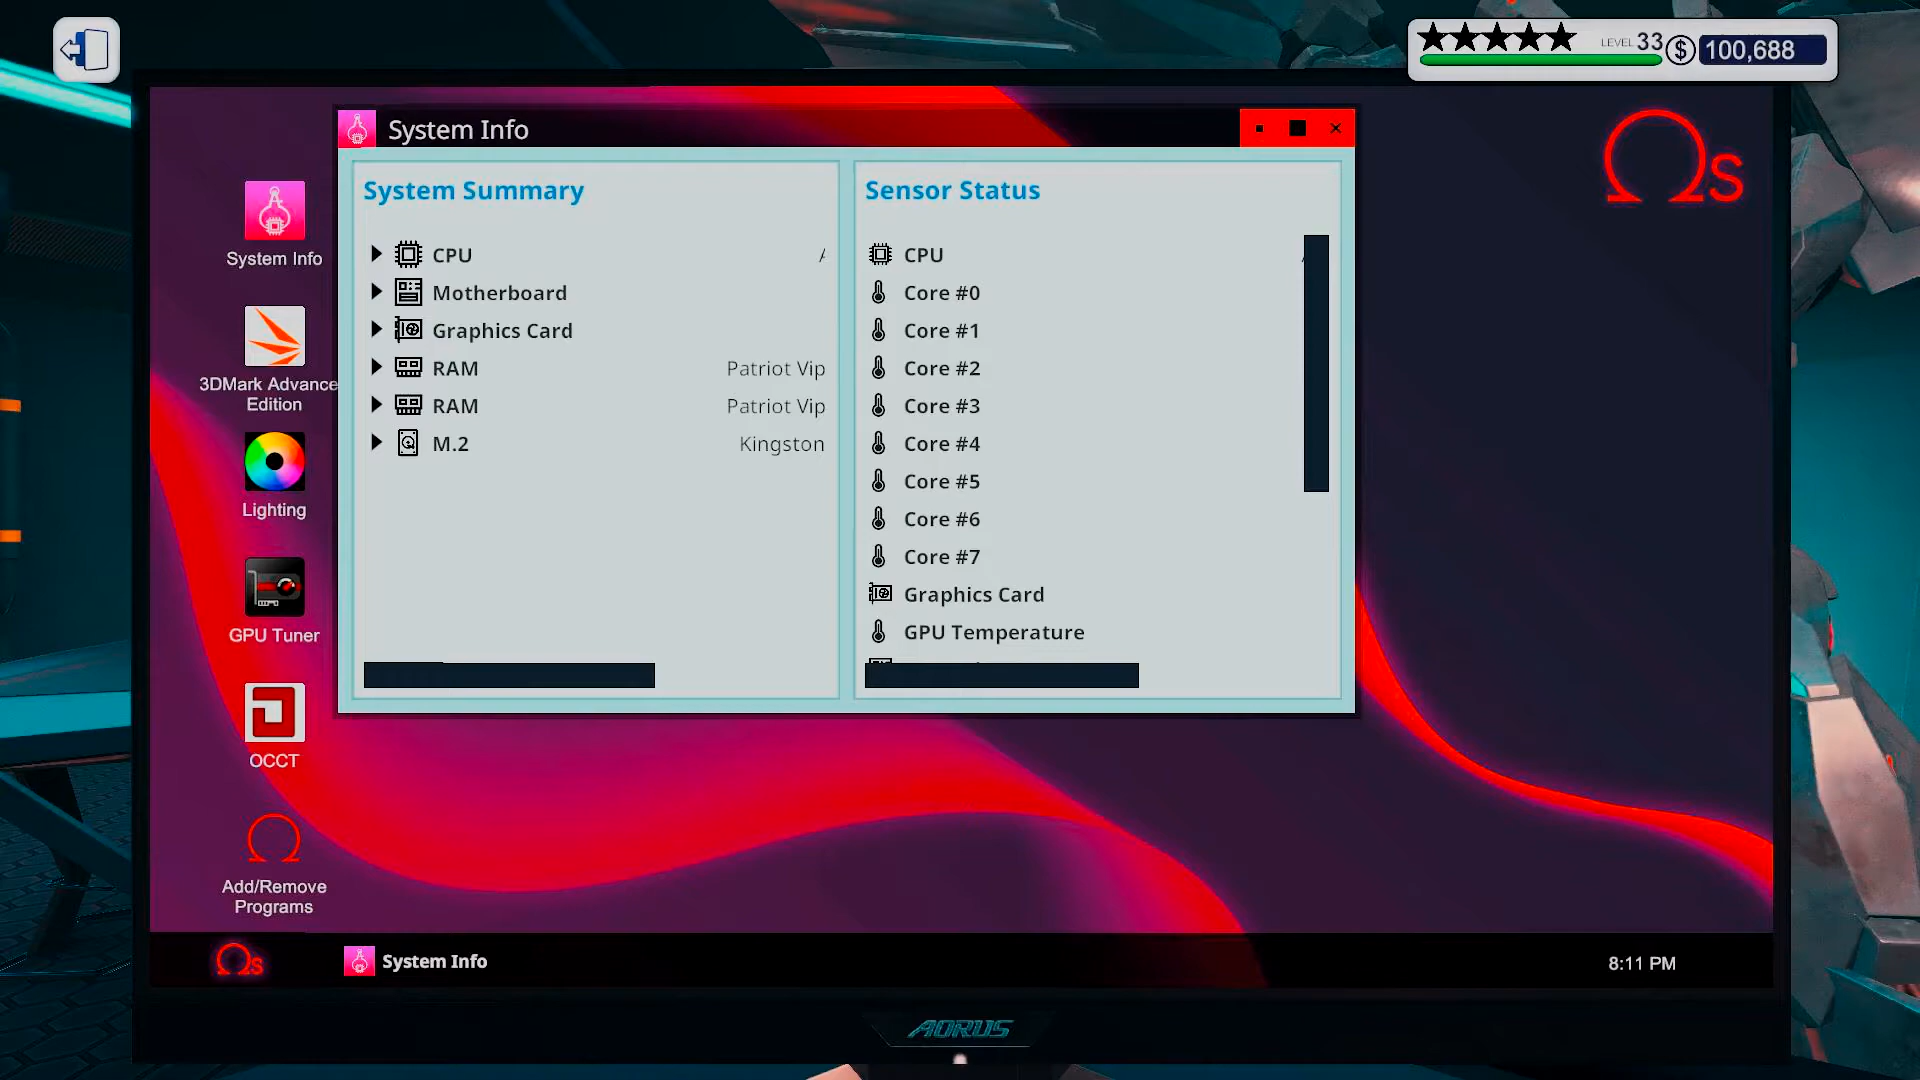 LEVEL 33
$ 100,688
System Info
System Summary
CPU
Motherboard
Graphics Card
RAM Patriot Vip
RAM Patriot Vip
M.2 Kingston
Sensor Status
CPU
Core #0
Core #1
Core #2
Core #3
Core #4
Core #5
Core #6
Core #7
Graphics Card
GPU Temperature
System Info
3DMark Advance
Edition
Lighting
GPU Tuner
OCCT
Add/Remove
Programs
Ωs
Ωs
System Info
8:11 PM
AORUS